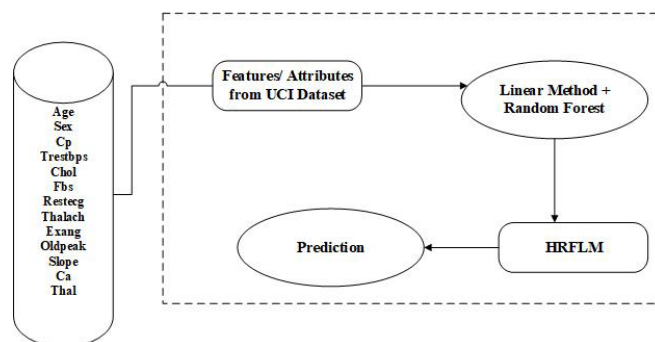 Age
Sex
Cp
Trestbps
Chol
Fbs
Restecg
Thalach
Exang
Oldpeak
Slope
Ca
Thal
Features/ Attributes
from UCI Dataset
Linear Method +
Random Forest
HRFLM
Prediction